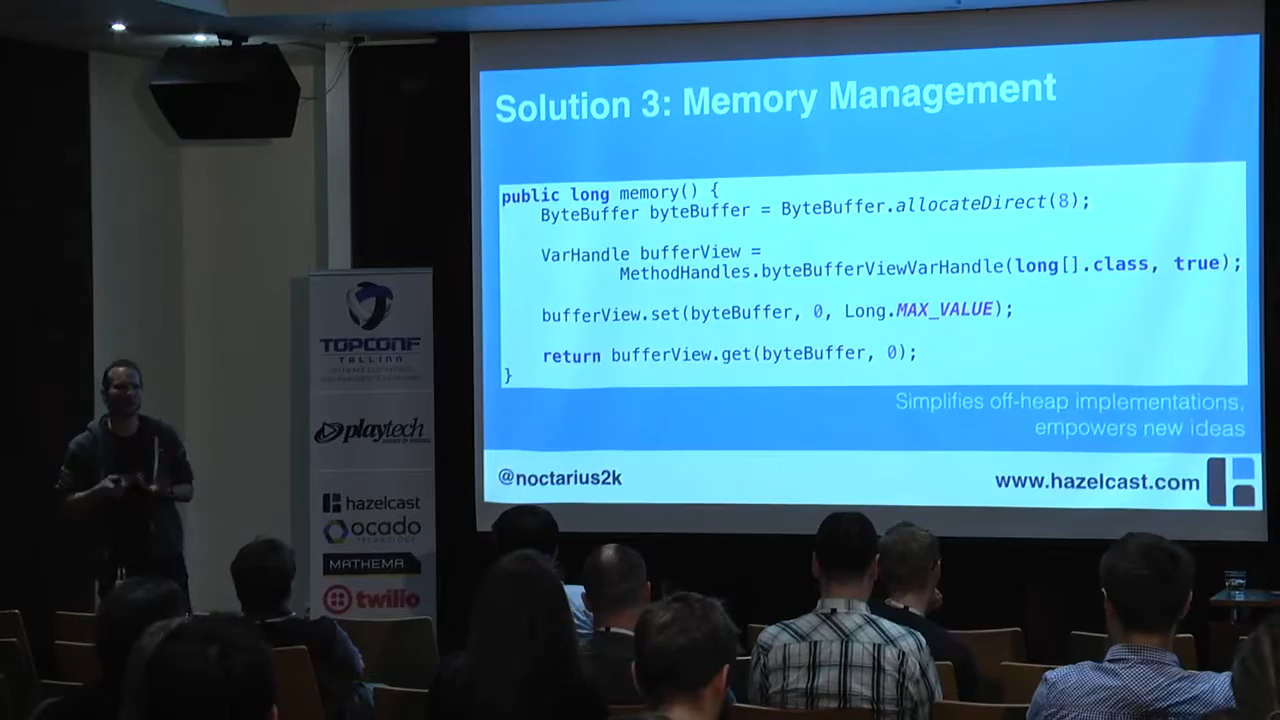 Solution 3: Memory Management
public long memory() {
ByteBuffer byteBuffer = ByteBuffer.allocateDirect(8);
VarHandle bufferView =
MethodHandles.byteBufferViewVarHandle(long[].class, true);
bufferView.set(byteBuffer, 0, Long.MAX_VALUE);
return bufferView.get(byteBuffer, 0);
}
Simplifies off-heap implementations,
empowers new ideas
@noctarius2k
www.hazelcast.com
TOPCONF
TALLINN
playtech
hazelcast
ocado
TECHNOLOGY
MATHEMA
twilio